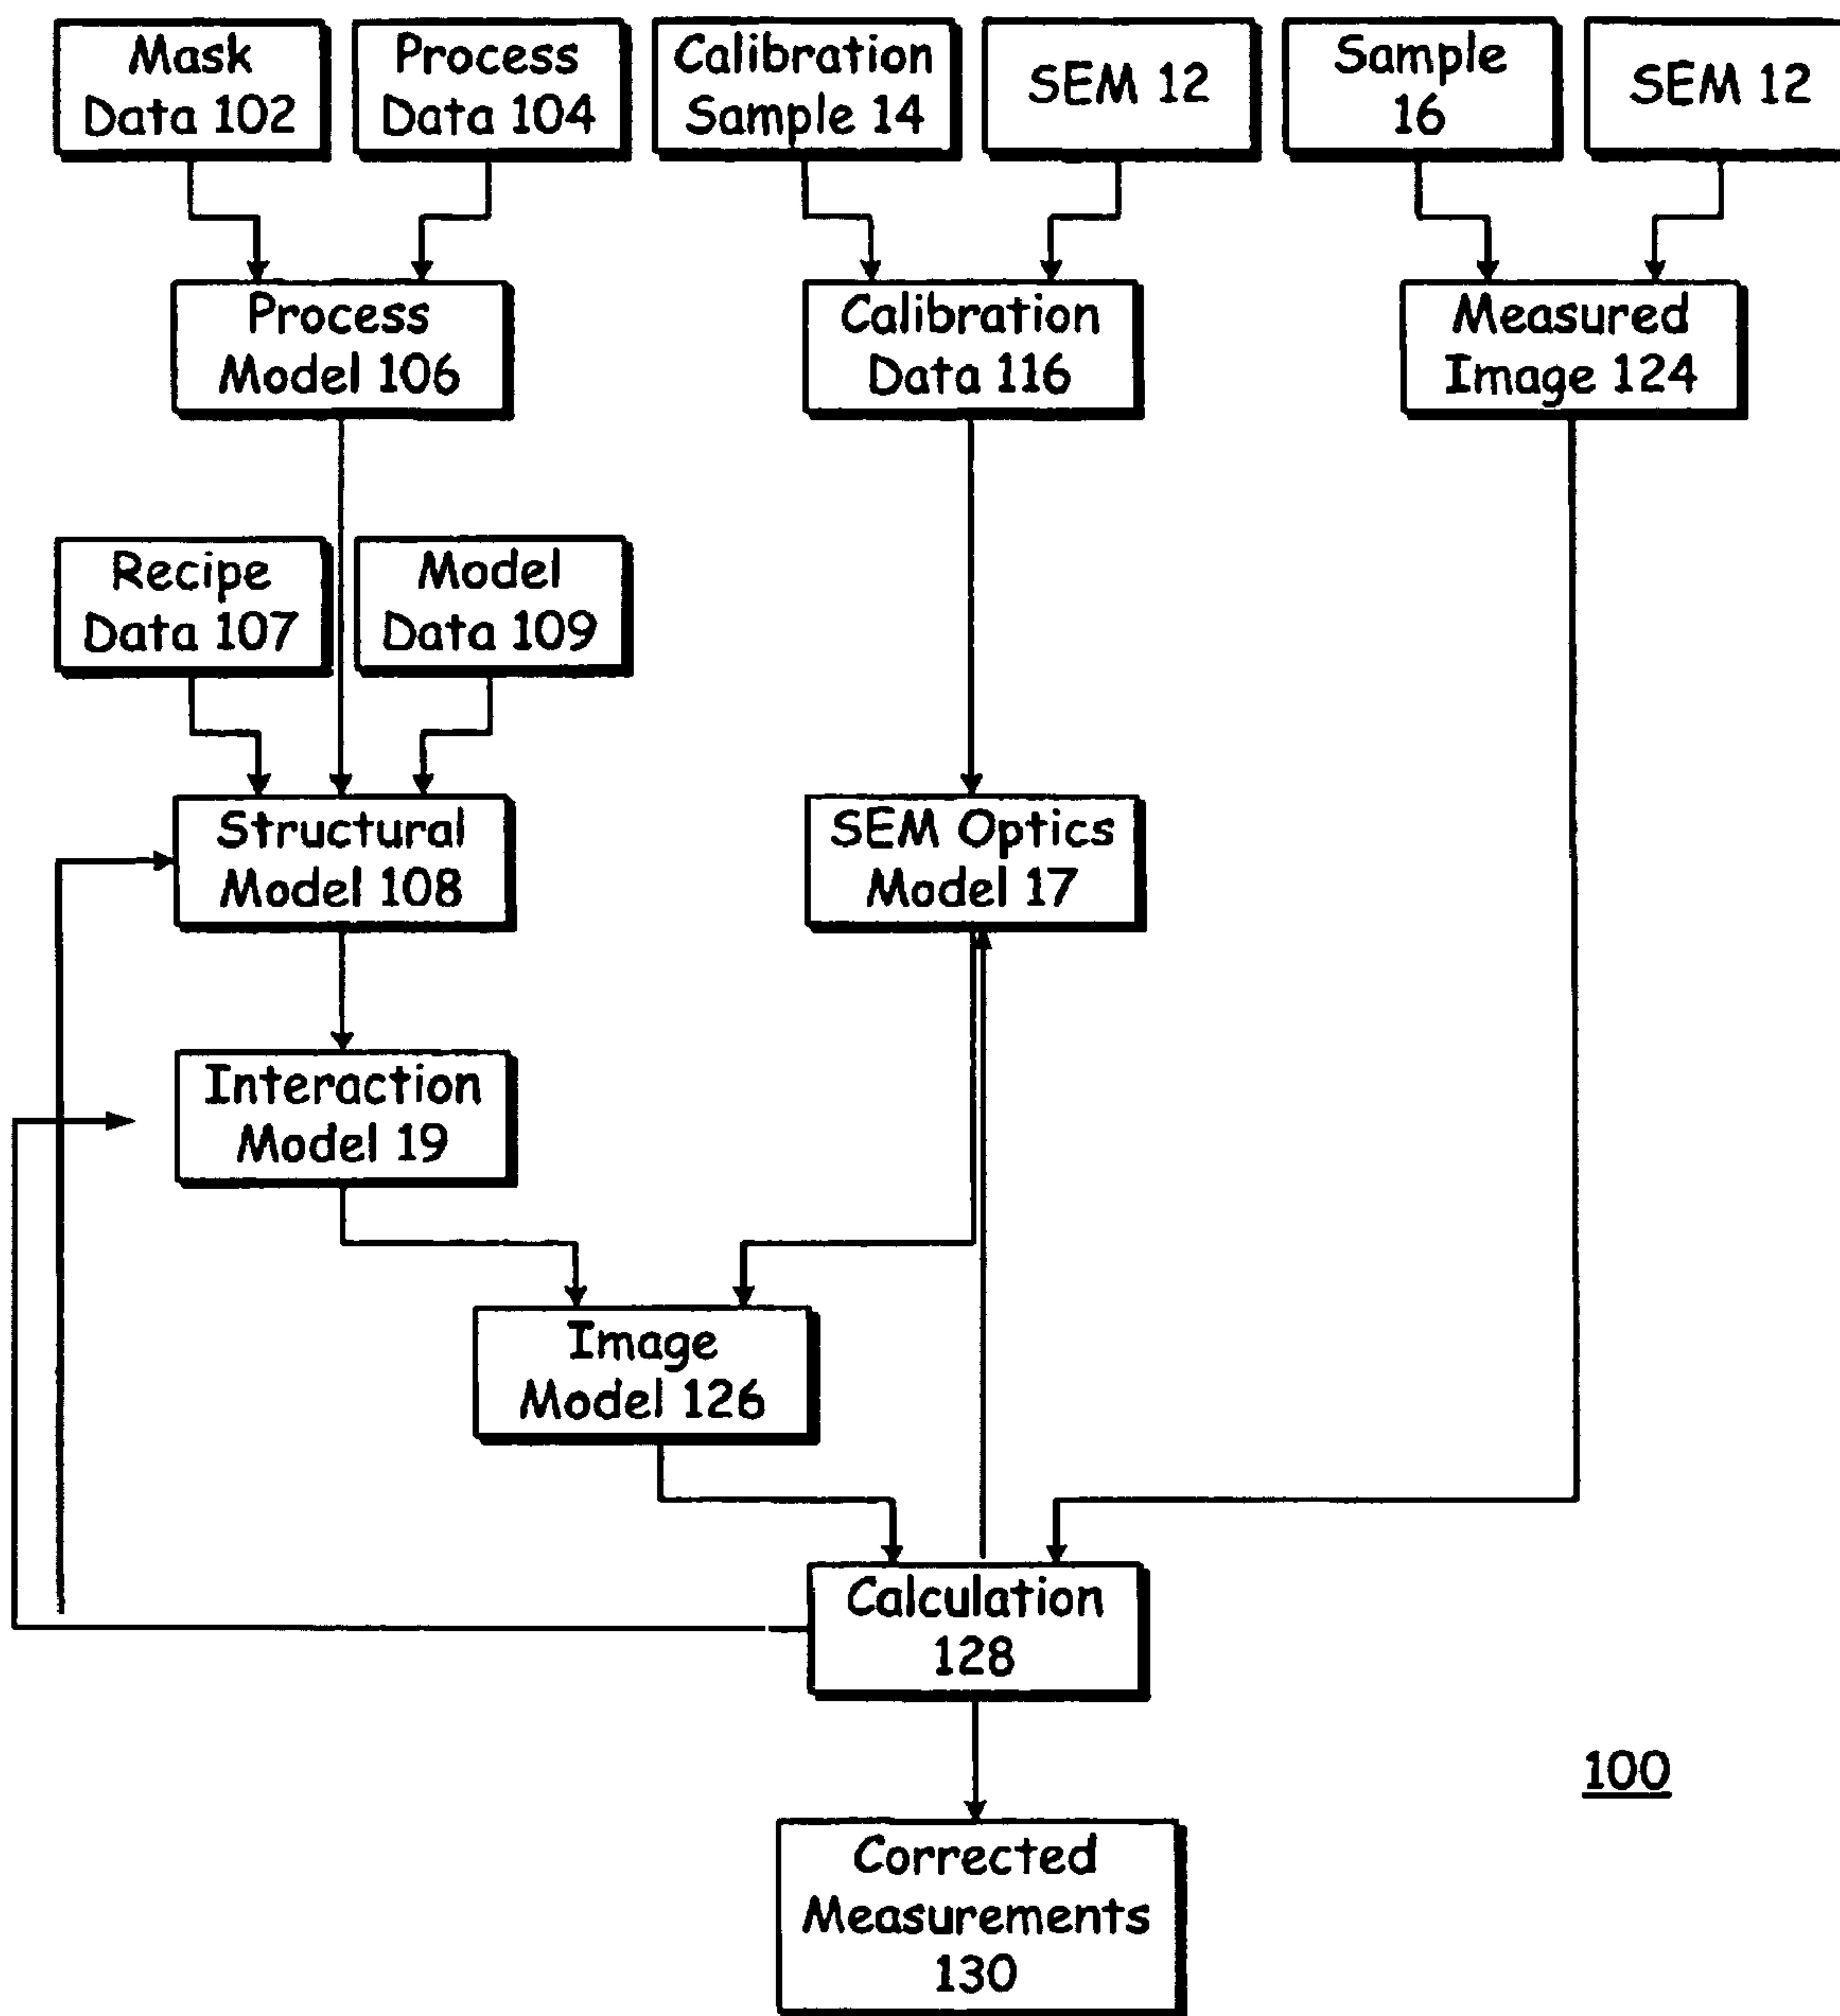 Mask
Data 102
Process
Data 104
Calibration
Sample 14
SEM 12
Sample
16
SEM 12
Process
Model 106
Calibration
Data 116
Measured
Image 124
Recipe
Data 107
Model
Data 109
Structural
Model 108
SEM Optics
Model 17
Interaction
Model 19
Image
Model 126
Calculation
128
100
Corrected
Measurements
130